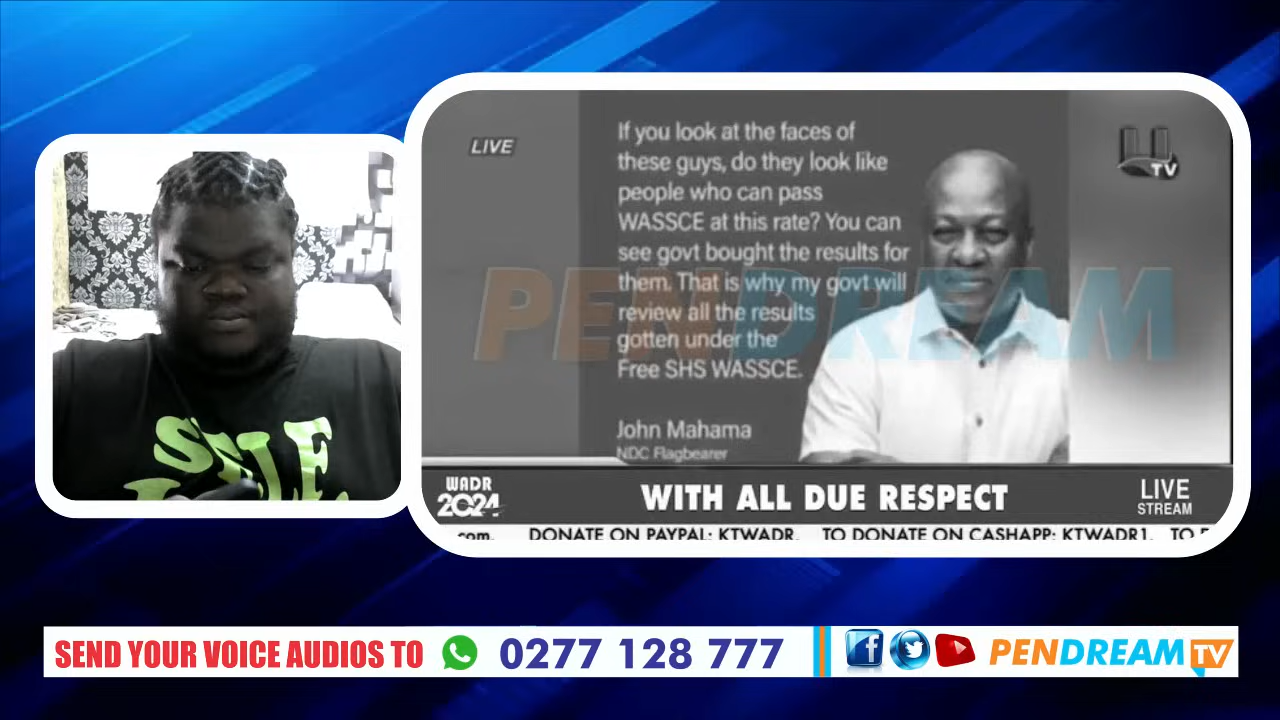 LIVE
If you look at the faces of
these guys, do they look like
people who can pass
WASSCE at this rate? You can
see govt bought the results for
them. That is why my govt will
review all the results
gotten under the
Free SHS WASSCE.
John Mahama
NDC Flagbearer
U
TV
PENDREAM
WADR
2024
WITH ALL DUE RESPECT
LIVE
STREAM
com. DONATE ON PAYPAL: KTWADR. TO DONATE ON CASHAPP: KTWADR1. TO
SEND YOUR VOICE AUDIOS TO 0277 128 777 PENDREAM TV